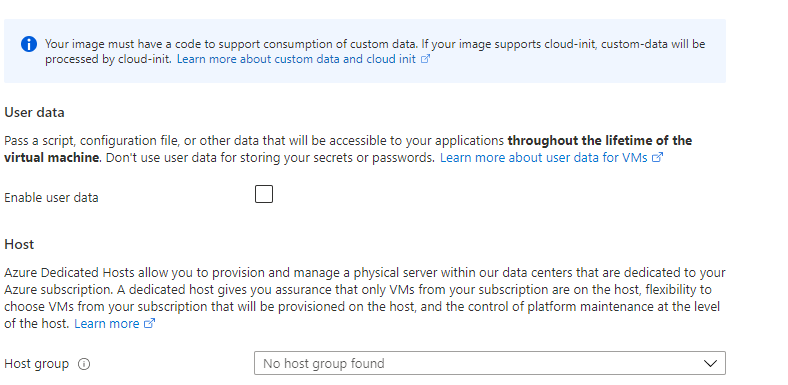 Your image must have a code to support consumption of custom data. If your image supports cloud-init, custom-data will be
processed by cloud-init. Learn more about custom data and cloud init
User data
Pass a script, configuration file, or other data that will be accessible to your applications throughout the lifetime of the
virtual machine. Don't use user data for storing your secrets or passwords. Learn more about user data for VMs
Enable user data
Host
Azure Dedicated Hosts allow you to provision and manage a physical server within our data centers that are dedicated to your
Azure subscription. A dedicated host gives you assurance that only VMs from your subscription are on the host, flexibility to
choose VMs from your subscription that will be provisioned on the host, and the control of platform maintenance at the level
of the host. Learn more
Host group No host group found